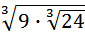 ∛(9 · ∛24)